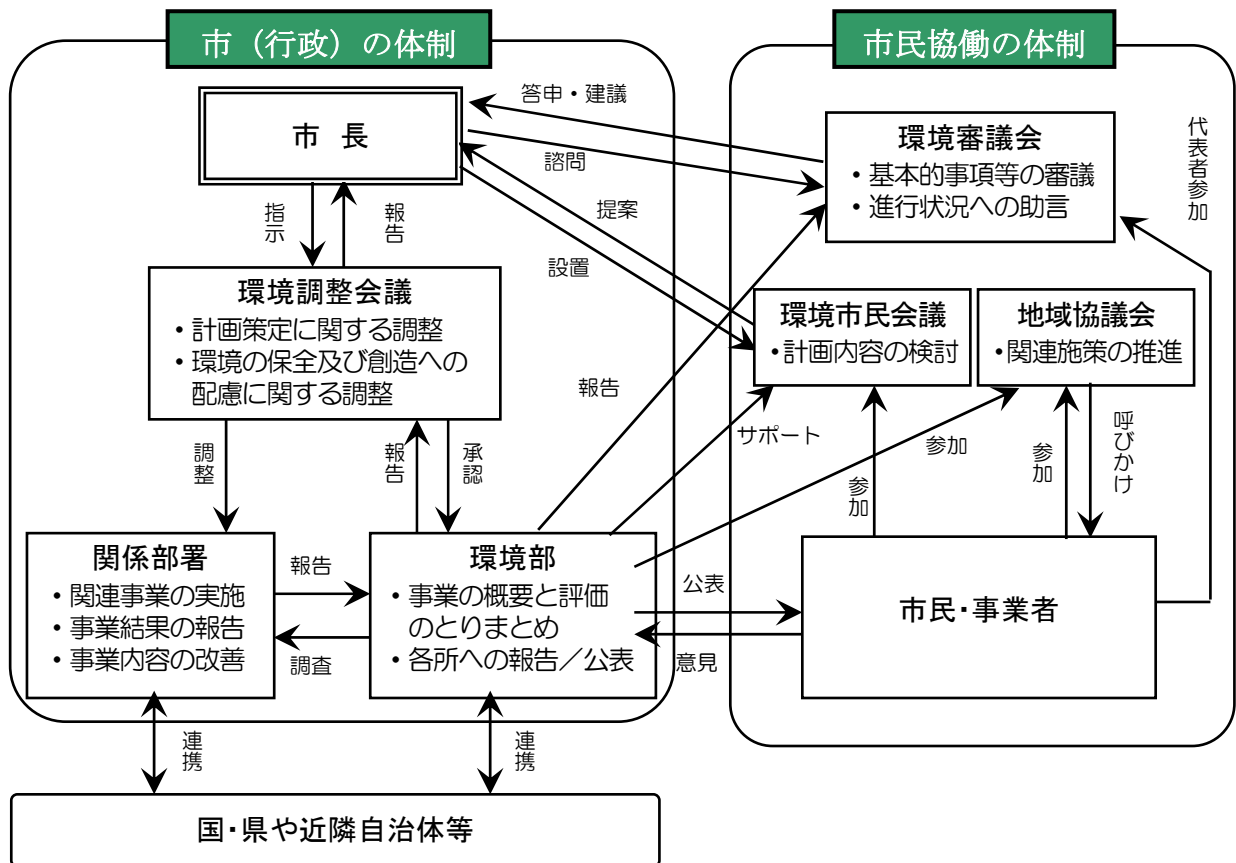 市（行政）の体制
市民協働の体制
市 長
答申・建議
諮問
提案
設置
指示
報告
環境審議会
・基本的事項等の審議
・進行状況への助言
代表者参加
環境調整会議
・計画策定に関する調整
・環境の保全及び創造への
配慮に関する調整
環境市民会議
・計画内容の検討
地域協議会
・関連施策の推進
報告
サポート
参加
参加
参加
呼びかけ
調整
報告
承認
関係部署
・関連事業の実施
・事業結果の報告
・事業内容の改善
報告
調査
環境部
・事業の概要と評価
のとりまとめ
・各所への報告／公表
公表
意見
市民・事業者
連携
連携
国・県や近隣自治体等